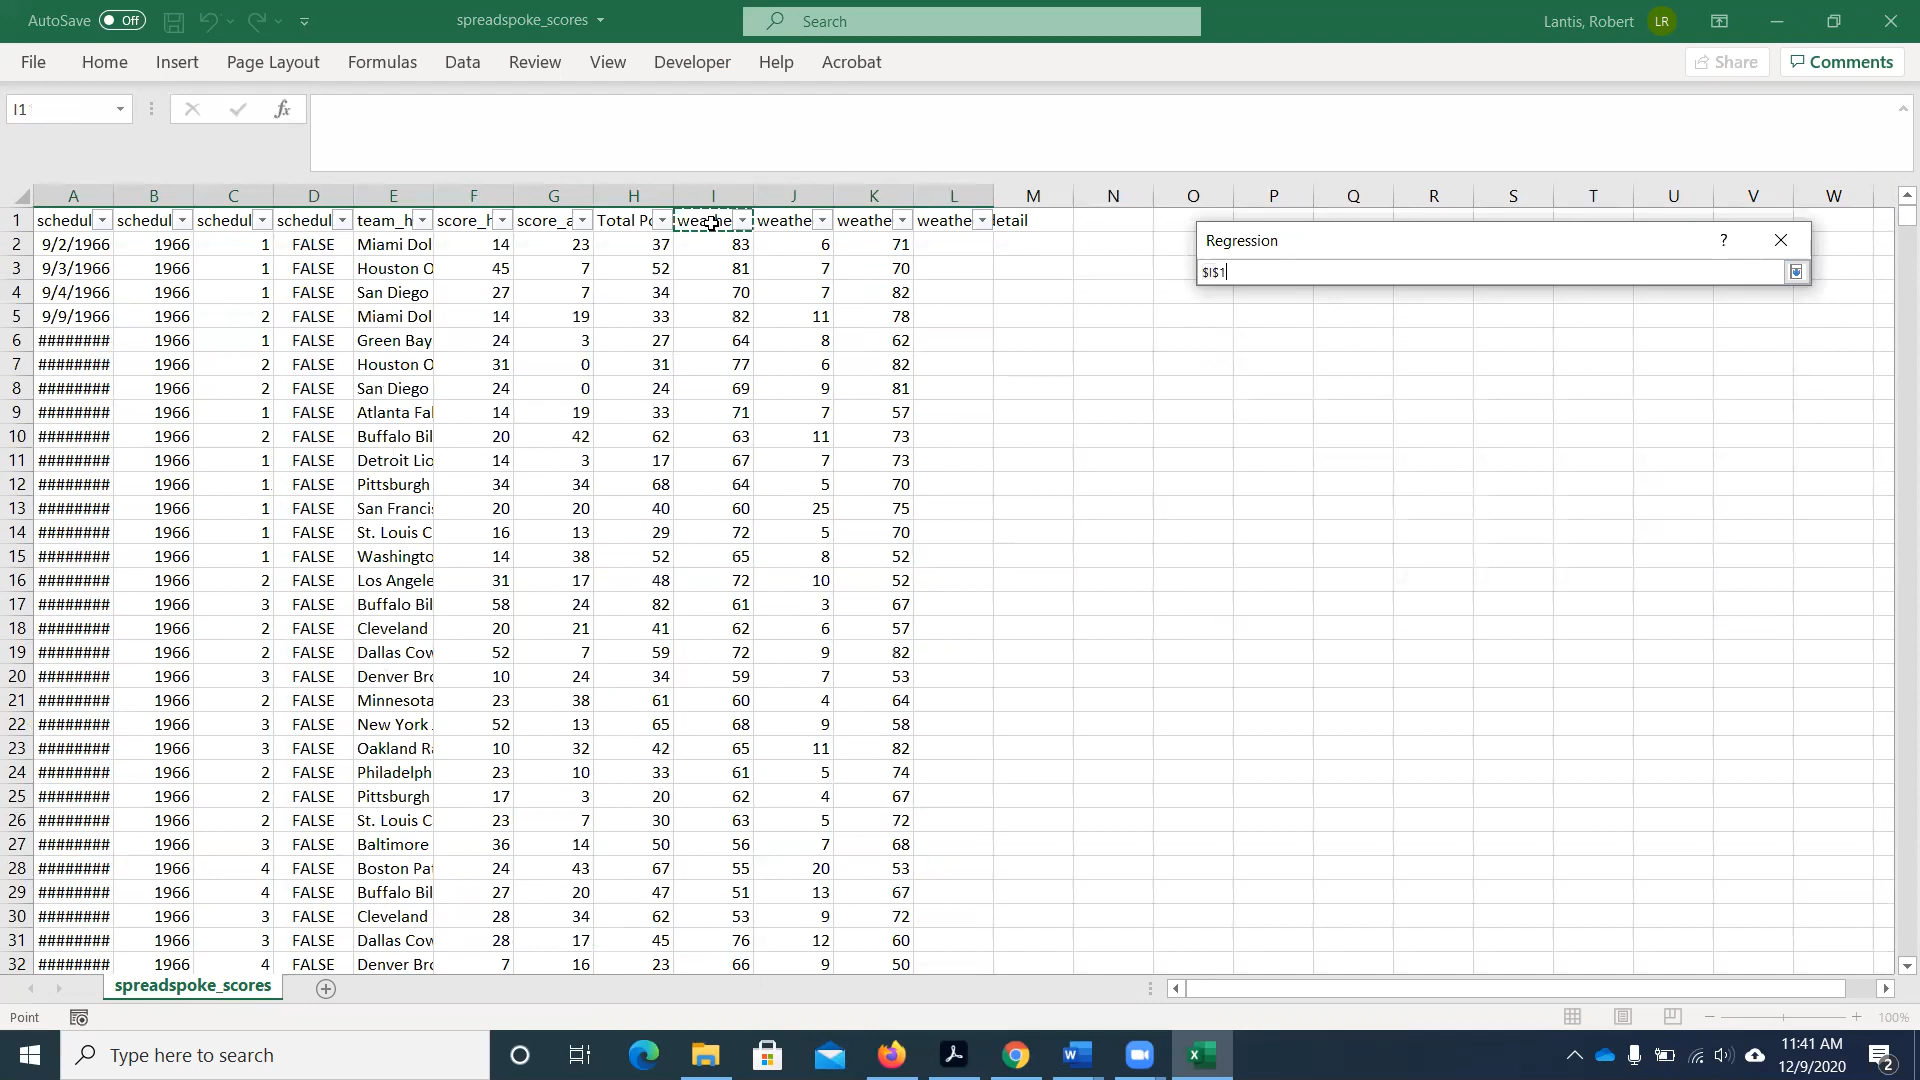 AutoSave Off spreadspoke_scores Search Lantis, Robert LR
File Home Insert Page Layout Formulas Data Review View Developer Help Acrobat Share Comments
I1 fx
A B C D E F G H I J K L M N O P Q R S T U V W
1 schedul schedul schedul schedul team_h score_h score_a Total Po weathe weathe weathe weathe detail
Regression ?
$I$1
2 9/2/1966 1966 1 FALSE Miami Dol 14 23 37 83 6 71
3 9/3/1966 1966 1 FALSE Houston O 45 7 52 81 7 70
4 9/4/1966 1966 1 FALSE San Diego 27 7 34 70 7 82
5 9/9/1966 1966 2 FALSE Miami Dol 14 19 33 82 11 78
6 ######## 1966 1 FALSE Green Bay 24 3 27 64 8 62
7 ######## 1966 2 FALSE Houston O 31 0 31 77 6 82
8 ######## 1966 2 FALSE San Diego 24 0 24 69 9 81
9 ######## 1966 1 FALSE Atlanta Fal 14 19 33 71 7 57
10 ######## 1966 2 FALSE Buffalo Bil 20 42 62 63 11 73
11 ######## 1966 1 FALSE Detroit Lio 14 3 17 67 7 73
12 ######## 1966 1 FALSE Pittsburgh 34 34 68 64 5 70
13 ######## 1966 1 FALSE San Francis 20 20 40 60 25 75
14 ######## 1966 1 FALSE St. Louis C 16 13 29 72 5 70
15 ######## 1966 1 FALSE Washingto 14 38 52 65 8 52
16 ######## 1966 2 FALSE Los Angele 31 17 48 72 10 52
17 ######## 1966 3 FALSE Buffalo Bil 58 24 82 61 3 67
18 ######## 1966 2 FALSE Cleveland 20 21 41 62 6 57
19 ######## 1966 2 FALSE Dallas Cow 52 7 59 72 9 82
20 ######## 1966 3 FALSE Denver Bro 10 24 34 59 7 53
21 ######## 1966 2 FALSE Minnesota 23 38 61 60 4 64
22 ######## 1966 3 FALSE New York 52 13 65 68 9 58
23 ######## 1966 3 FALSE Oakland Ra 10 32 42 65 11 82
24 ######## 1966 2 FALSE Philadelph 23 10 33 61 5 74
25 ######## 1966 2 FALSE Pittsburgh 17 3 20 62 4 67
26 ######## 1966 2 FALSE St. Louis C 23 7 30 63 5 72
27 ######## 1966 3 FALSE Baltimore 36 14 50 56 7 68
28 ######## 1966 4 FALSE Boston Pat 24 43 67 55 20 53
29 ######## 1966 4 FALSE Buffalo Bil 27 20 47 51 13 67
30 ######## 1966 3 FALSE Cleveland 28 34 62 53 9 72
31 ######## 1966 3 FALSE Dallas Cow 28 17 45 76 12 60
32 ######## 1966 4 FALSE Denver Bro 7 16 23 66 9 50
spreadspoke_scores
Point 100%
Type here to search 11:41 AM
12/9/2020 2